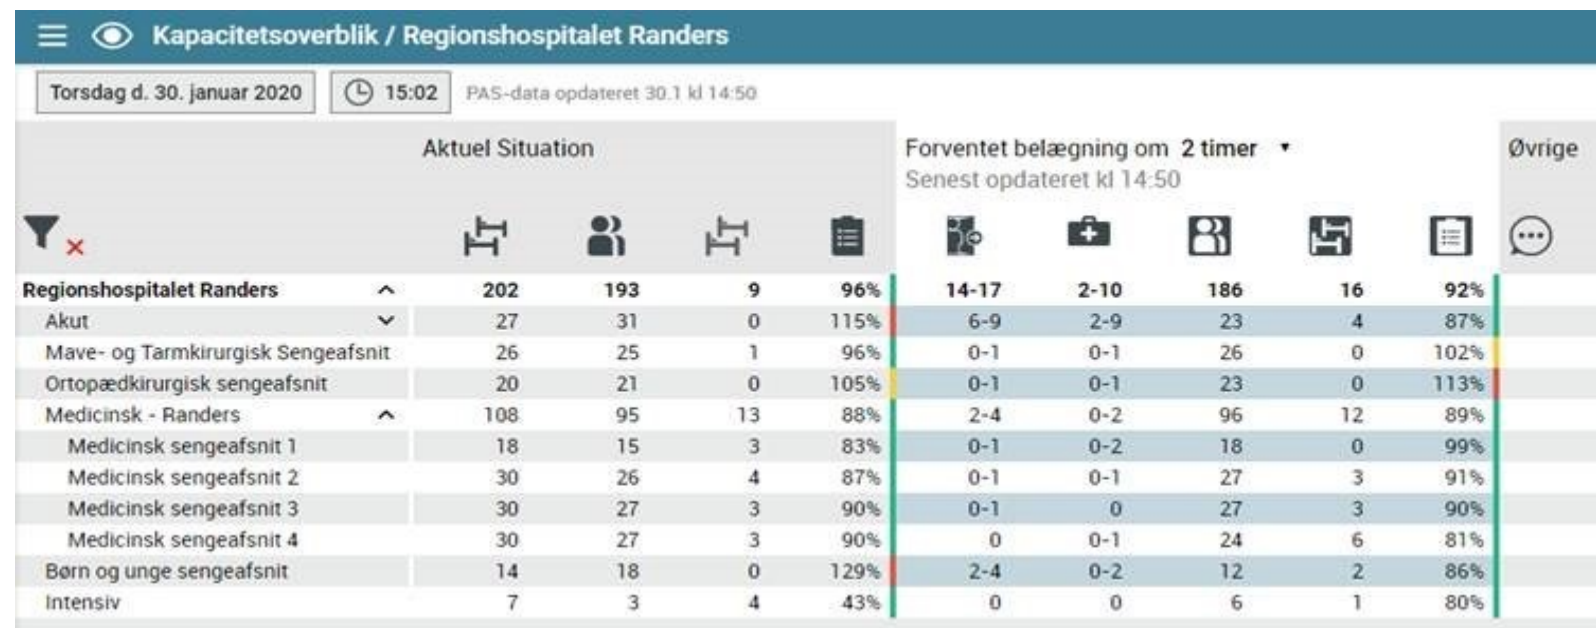 Kapacitetsoverblik / Regionshospitalet Randers
Torsdag d. 30. januar 2020 15:02 PAS-data opdateret 30.1 kl 14:50
Aktuel Situation Forventet belægning om 2 timer Øvrige
Senest opdateret kl 14:50
Regionshospitalet Randers 202 193 9 96% 14-17 2-10 186 16 92%
Akut 27 31 0 115% 6-9 2-9 23 4 87%
Mave- og Tarmkirurgisk Sengeafsnit 26 25 1 96% 0-1 0-1 26 0 102%
Ortopædkirurgisk sengeafsnit 20 21 0 105% 0-1 0-1 23 0 113%
Medicinsk - Randers 108 95 13 88% 2-4 0-2 96 12 89%
Medicinsk sengeafsnit 1 18 15 3 83% 0-1 0-2 18 0 99%
Medicinsk sengeafsnit 2 30 26 4 87% 0-1 0-1 27 3 91%
Medicinsk sengeafsnit 3 30 27 3 90% 0-1 0 27 3 90%
Medicinsk sengeafsnit 4 30 27 3 90% 0 0-1 24 6 81%
Børn og unge sengeafsnit 14 18 0 129% 2-4 0-2 12 2 86%
Intensiv 7 3 4 43% 0 0 6 1 80%